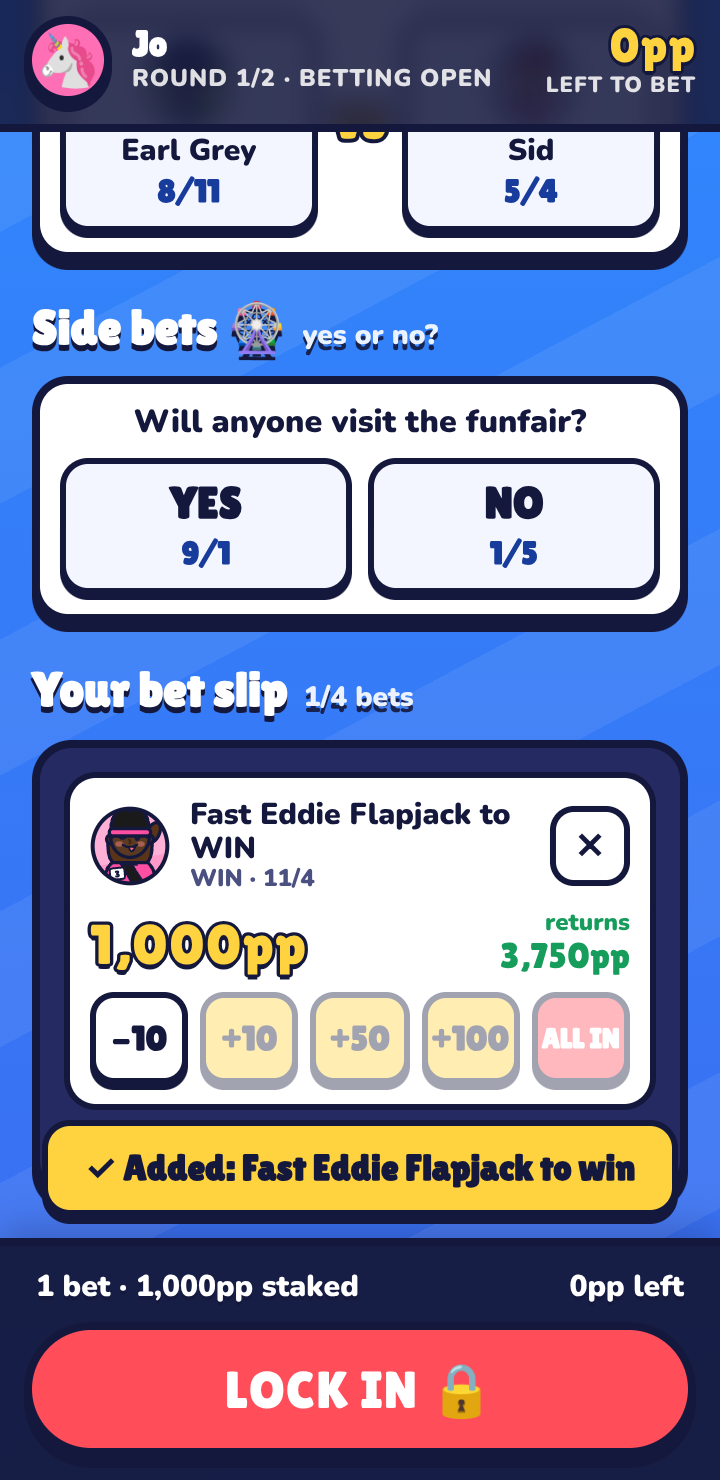 Jo
ROUND 1/2 · BETTING OPEN
0pp
LEFT TO BET
Earl Grey
8/11
Sid
5/4
Side bets 🎡 yes or no?
Will anyone visit the funfair?
YES
9/1
NO
1/5
Your bet slip 1/4 bets
Fast Eddie Flapjack to
WIN
WIN · 11/4
✕
1,000pp
returns
3,750pp
−10
+10
+50
+100
ALL IN
✓ Added: Fast Eddie Flapjack to win
1 bet · 1,000pp staked
0pp left
LOCK IN 🔒